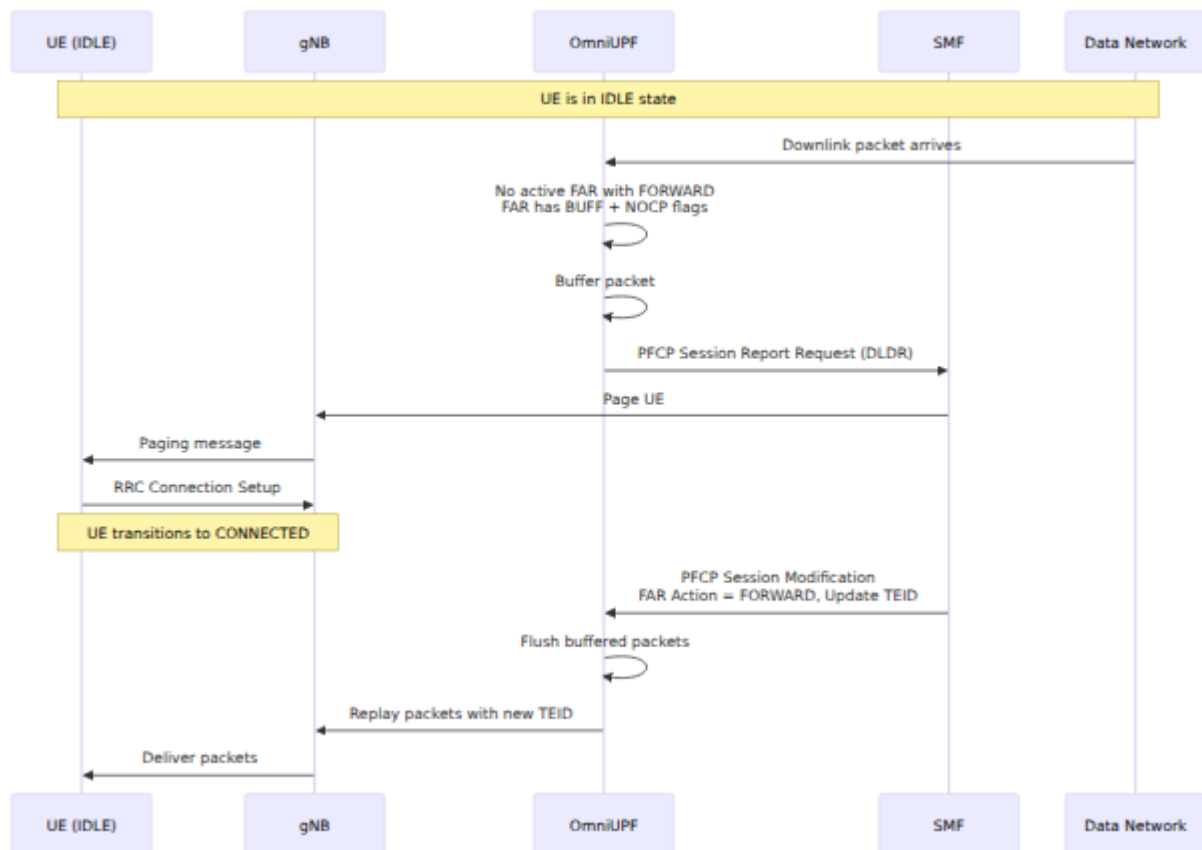 UE (IDLE)
gNB
OmniUPF
SMF
Data Network
UE is in IDLE state
Downlink packet arrives
No active FAR with FORWARD
FAR has BUFF + NOCP flags
Buffer packet
PFCP Session Report Request (DLDR)
Page UE
Paging message
RRC Connection Setup
UE transitions to CONNECTED
PFCP Session Modification
FAR Action = FORWARD, Update TEID
Flush buffered packets
Replay packets with new TEID
Deliver packets
UE (IDLE)
gNB
OmniUPF
SMF
Data Network